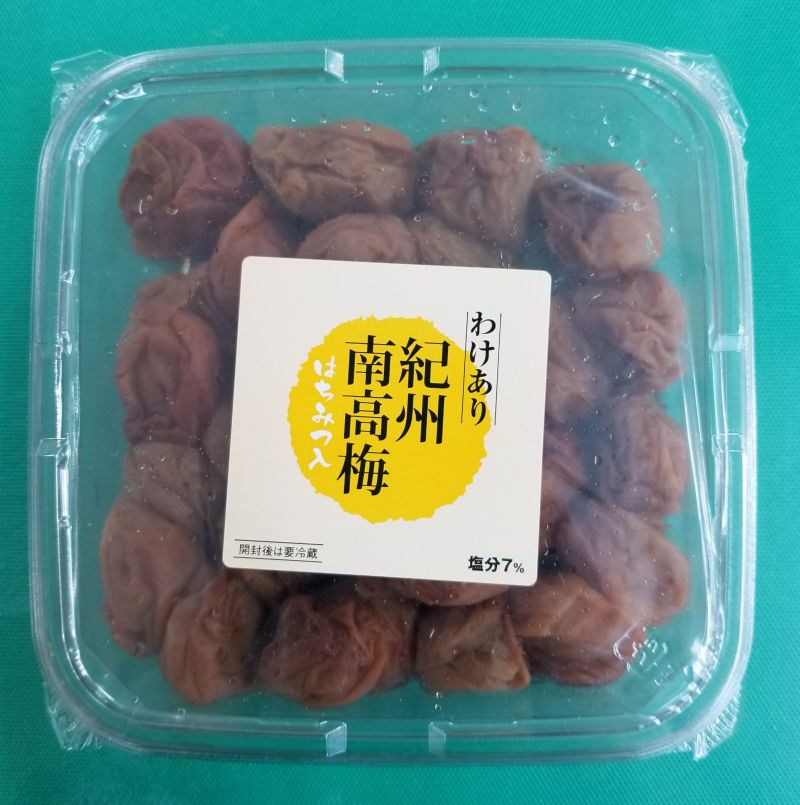 わけあり
紀州
南高梅
はちみつ入
開封後は要冷蔵
塩分7%